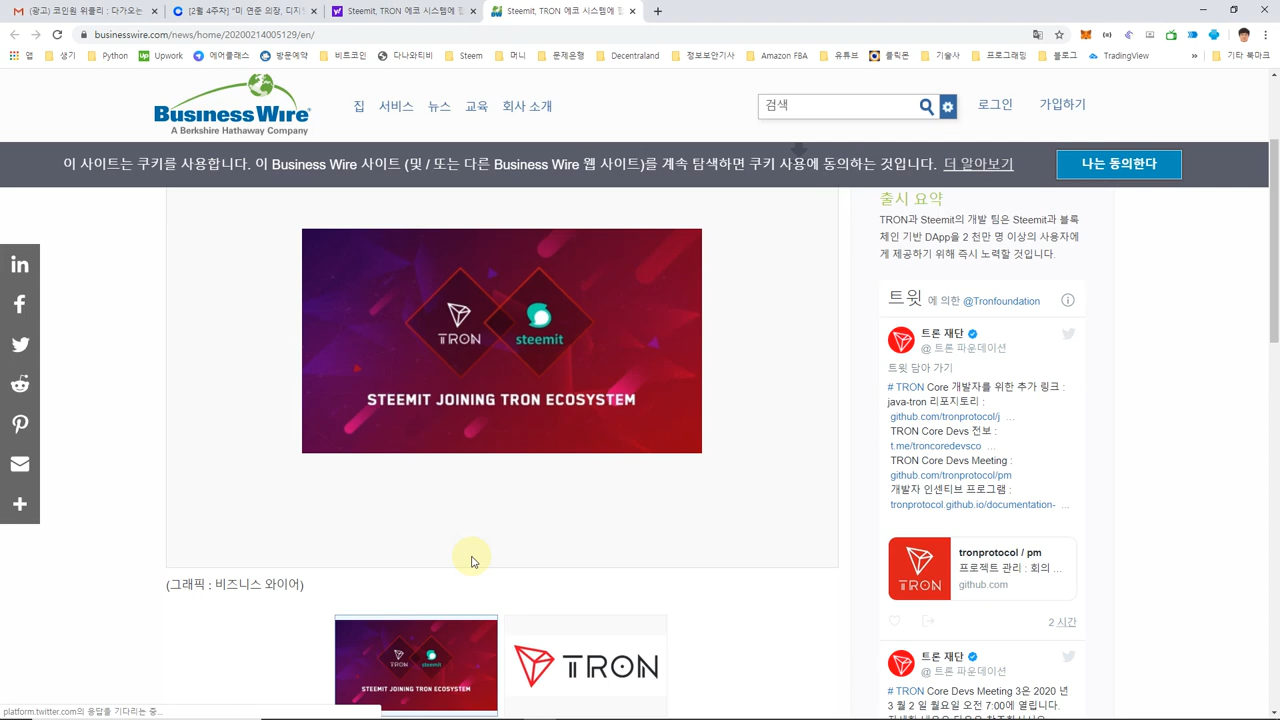 (광고) 코인원 위클리 : 다가오는
[2월 4주차] "미 연준 의장, 디지
Steemit, TRON 에코 시스템에 참
Steemit, TRON 에코 시스템에 참
businesswire.com/news/home/20200214005129/en/
앱
생기
Python
Upwork
에어클래스
방문예약
비트코인
다나와티비
Steem
머니
문제은행
Decentraland
정보보안기사
Amazon FBA
유튜브
클릭몬
기술사
프로그래밍
블로그
TradingView
»
기타 북마크
BusinessWire
A Berkshire Hathaway Company
집
서비스
뉴스
교육
회사 소개
검색
로그인
가입하기
이 사이트는 쿠키를 사용합니다. 이 Business Wire 사이트 (및 / 또는 다른 Business Wire 웹 사이트)를 계속 탐색하면 쿠키 사용에 동의하는 것입니다. 더 알아보기
나는 동의한다
TRON
steemit
STEEMIT JOINING TRON ECOSYSTEM
(그래픽 : 비즈니스 와이어)
TRON
steemit
STEEMIT JOINING TRON ECOSYSTEM
TRON
출시 요약
TRON과 Steemit의 개발 팀은 Steemit과 블록
체인 기반 DApp을 2 천만 명 이상의 사용자에
게 제공하기 위해 즉시 노력할 것입니다.
트윗 에 의한 @Tronfoundation
트론 재단
@ 트론 파운데이션
트윗 담아 가기
# TRON Core 개발자를 위한 추가 링크 :
java-tron 리포지토리 :
github.com/tronprotocol/j …
TRON Core Devs 전보 :
t.me/troncoredevsco …
TRON Core Devs Meeting :
github.com/tronprotocol/pm
개발자 인센티브 프로그램 :
tronprotocol.github.io/documentation- …
TRON
tronprotocol / pm
프로젝트 관리 : 회의 ...
github.com
2 시간
트론 재단
@ 트론 파운데이션
# TRON Core Devs Meeting 3은 2020 년
3 월 2 일 월요일 오전 7:00에 열립니다.
platform.twitter.com의 응답을 기다리는 중...